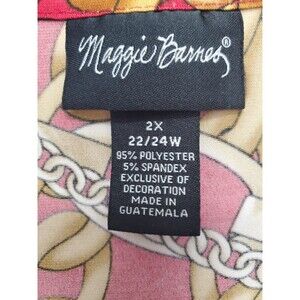 Maggie Barnes®
2X
22/24W
95% POLYESTER
5% SPANDEX
EXCLUSIVE OF
DECORATION
MADE IN
GUATEMALA